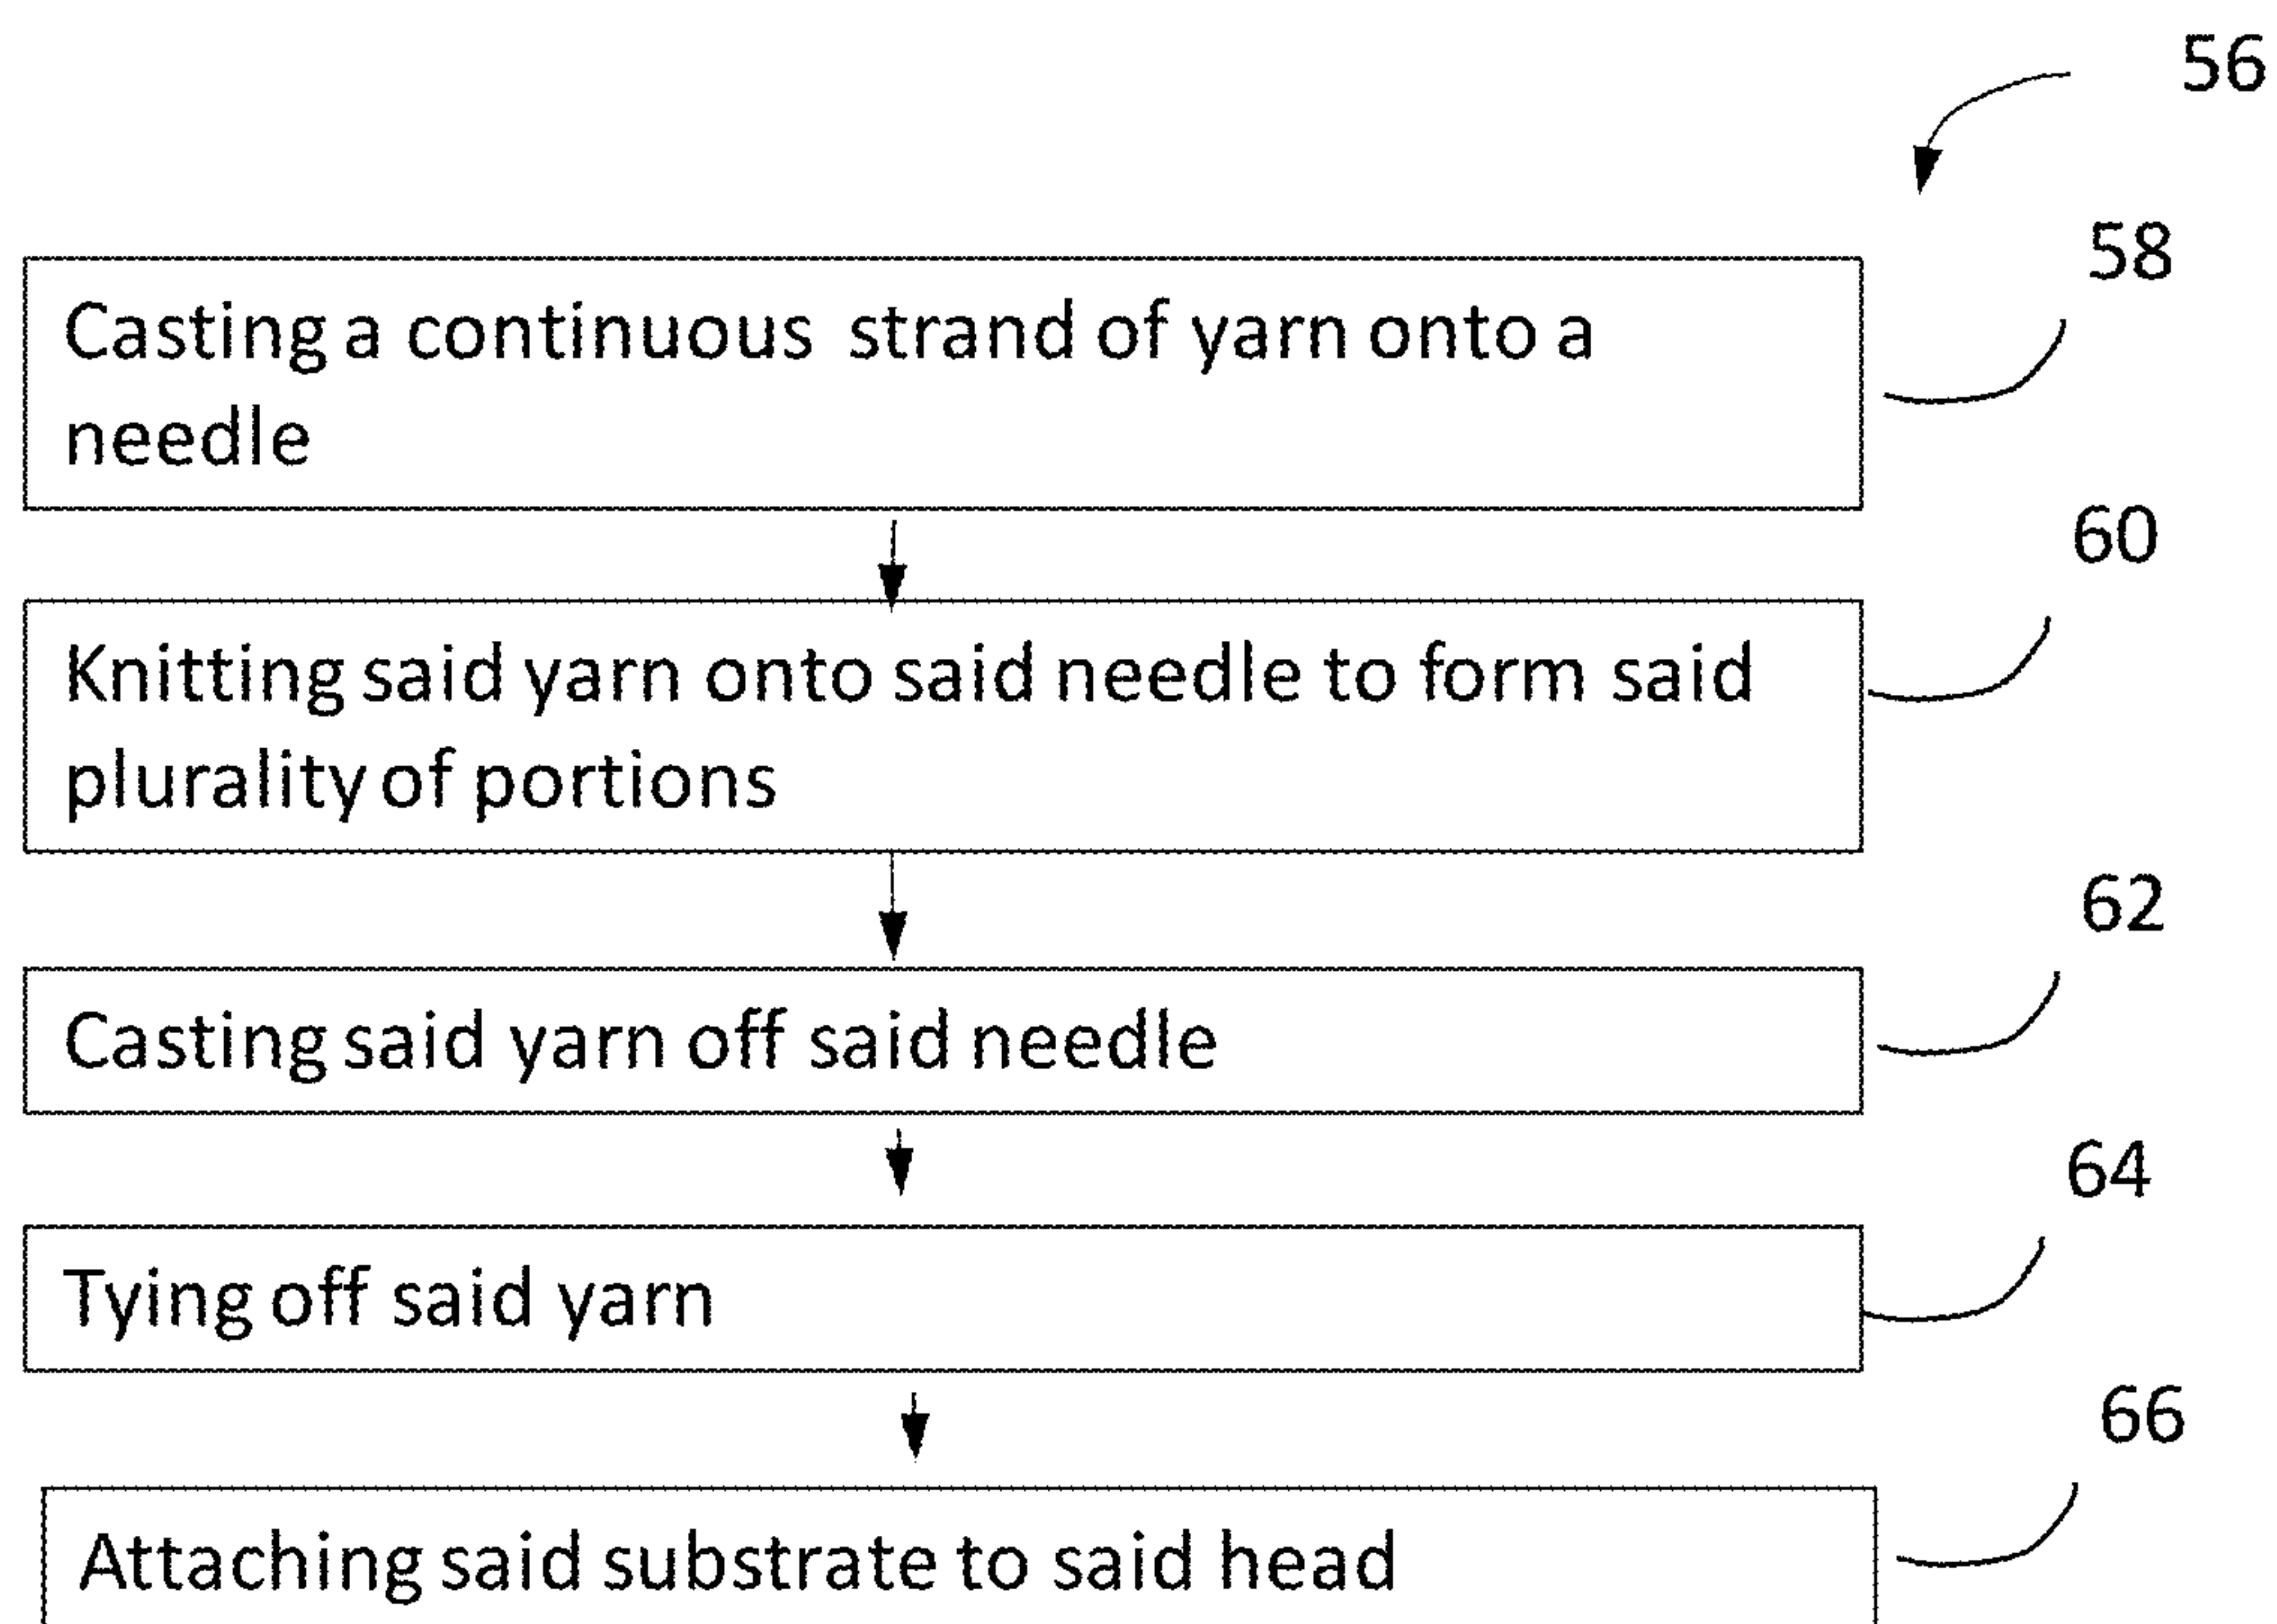 56
58
Casting a continuous strand of yarn onto a
needle
60
Knitting said yarn onto said needle to form said
plurality of portions
62
Casting said yarn off said needle
64
Tying off said yarn
66
Attaching said substrate to said head